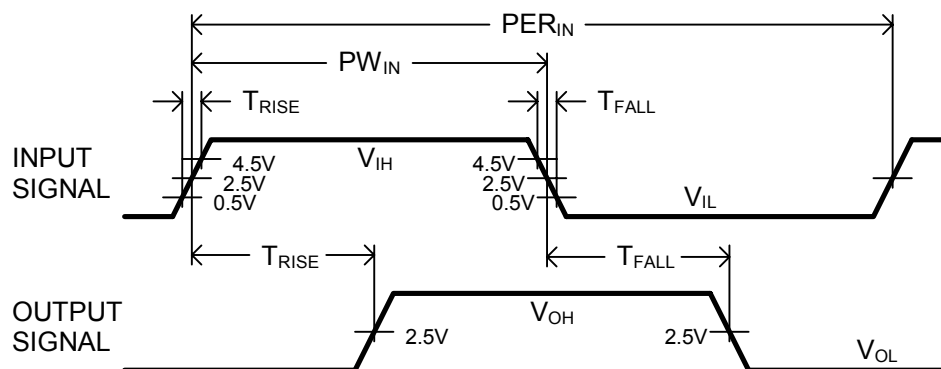 PER_IN
PW_IN
T_RISE
T_FALL
INPUT
SIGNAL
V_IH
4.5V
2.5V
0.5V
4.5V
2.5V
0.5V
V_IL
T_RISE
T_FALL
OUTPUT
SIGNAL
V_OH
2.5V
2.5V
V_OL